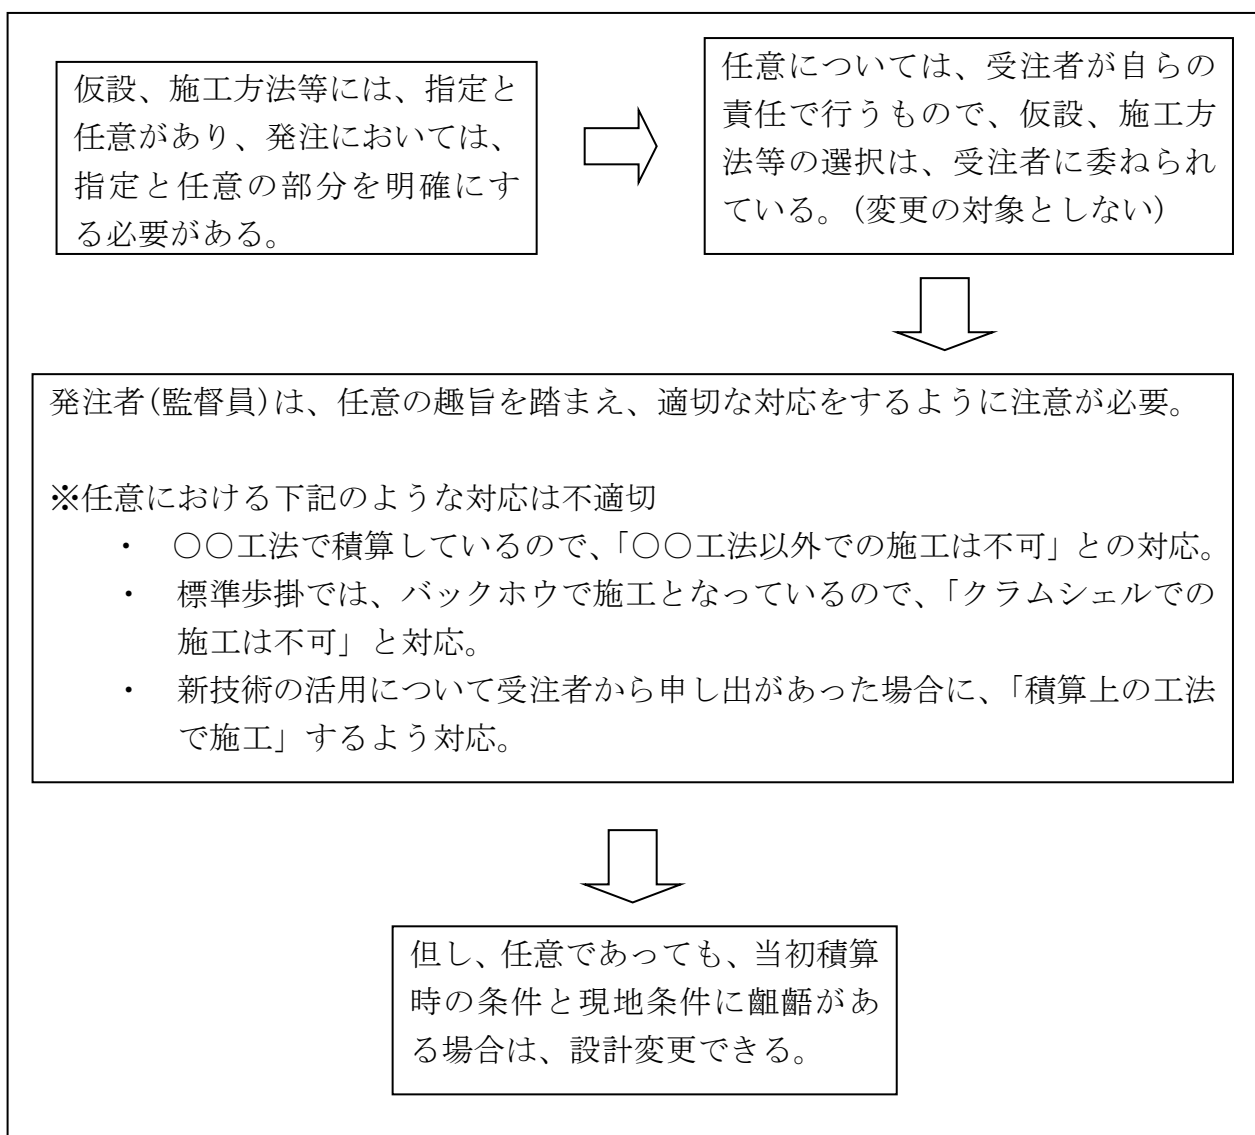 仮設、施工方法等には、指定と
任意があり、発注においては、
指定と任意の部分を明確にす
る必要がある。
任意については、受注者が自らの
責任で行うもので、仮設、施工方
法等の選択は、受注者に委ねられ
ている。(変更の対象としない)
発注者(監督員)は、任意の趣旨を踏まえ、適切な対応をするように注意が必要。
※任意における下記のような対応は不適切
・ 〇〇工法で積算しているので、「〇〇工法以外での施工は不可」との対応。
・ 標準歩掛では、バックホウで施工となっているので、「クラムシェルでの
施工は不可」と対応。
・ 新技術の活用について受注者から申し出があった場合に、「積算上の工法
で施工」するよう対応。
但し、任意であっても、当初積算
時の条件と現地条件に齟齬があ
る場合は、設計変更できる。